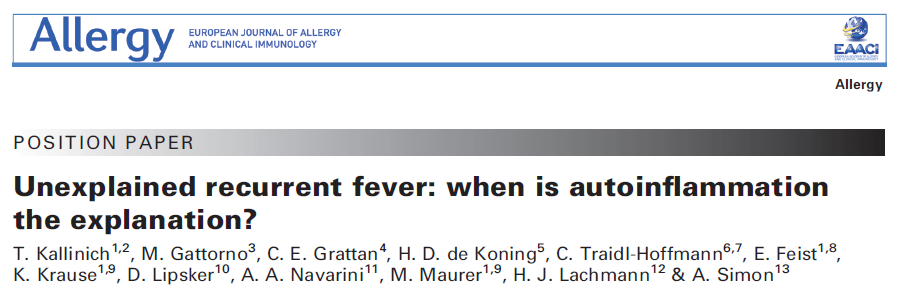 Allergy
EUROPEAN JOURNAL OF ALLERGY
AND CLINICAL IMMUNOLOGY
EAACI
Allergy
POSITION PAPER
Unexplained recurrent fever: when is autoinflammation
the explanation?
T. Kallinich1,2, M. Gattorno3, C. E. Grattan4, H. D. de Koning5, C. Traidl-Hoffmann6,7, E. Feist1,8,
K. Krause1,9, D. Lipsker10, A. A. Navarini11, M. Maurer1,9, H. J. Lachmann12 & A. Simon13